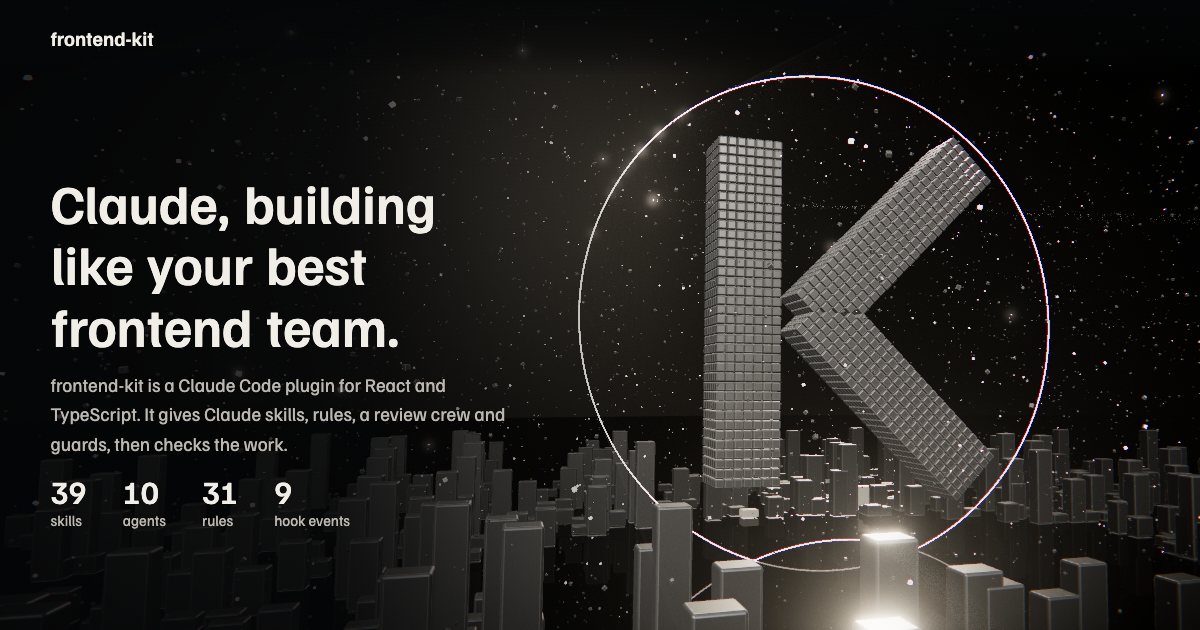 frontend-kit
Claude, building
like your best
frontend team.
frontend-kit is a Claude Code plugin for React and
TypeScript. It gives Claude skills, rules, a review crew and
guards, then checks the work.
39 10 31 9
skills agents rules hook events